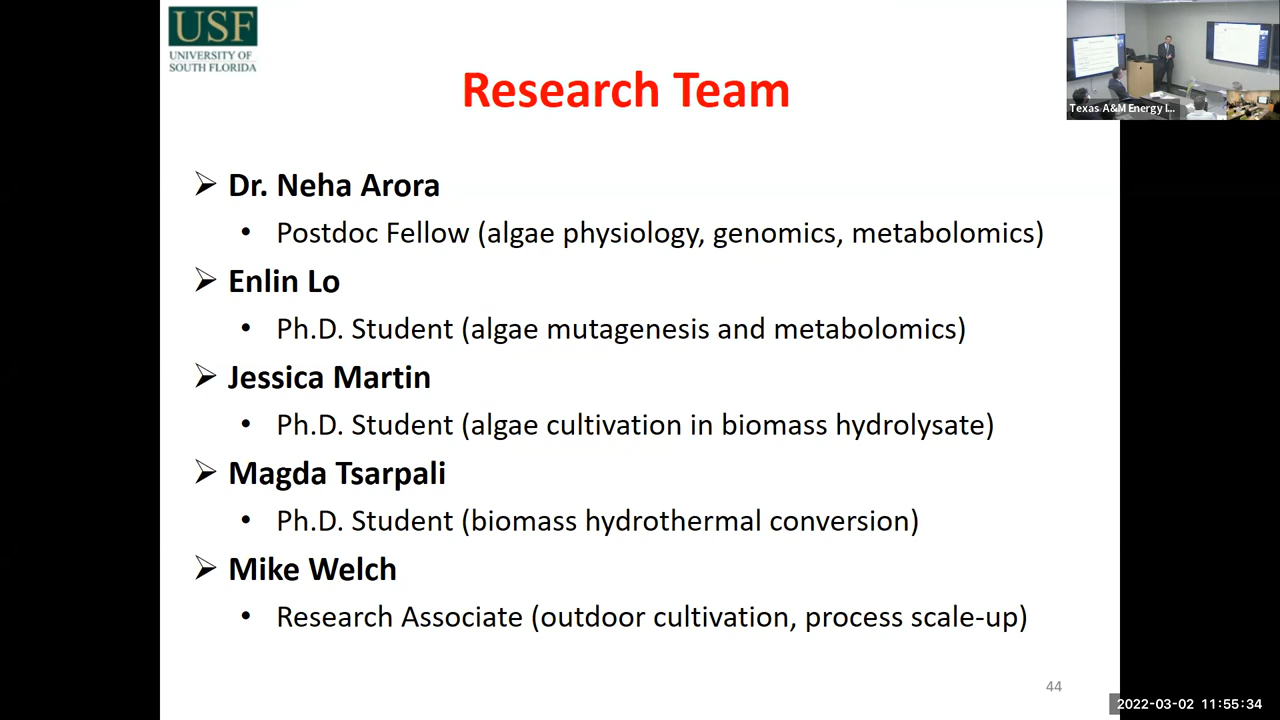 USF
UNIVERSITY OF
SOUTH FLORIDA
Texas A&M Energy I...
Research Team
➢ Dr. Neha Arora
• Postdoc Fellow (algae physiology, genomics, metabolomics)
➢ Enlin Lo
• Ph.D. Student (algae mutagenesis and metabolomics)
➢ Jessica Martin
• Ph.D. Student (algae cultivation in biomass hydrolysate)
➢ Magda Tsarpali
• Ph.D. Student (biomass hydrothermal conversion)
➢ Mike Welch
• Research Associate (outdoor cultivation, process scale-up)
44
2022-03-02 11:55:34